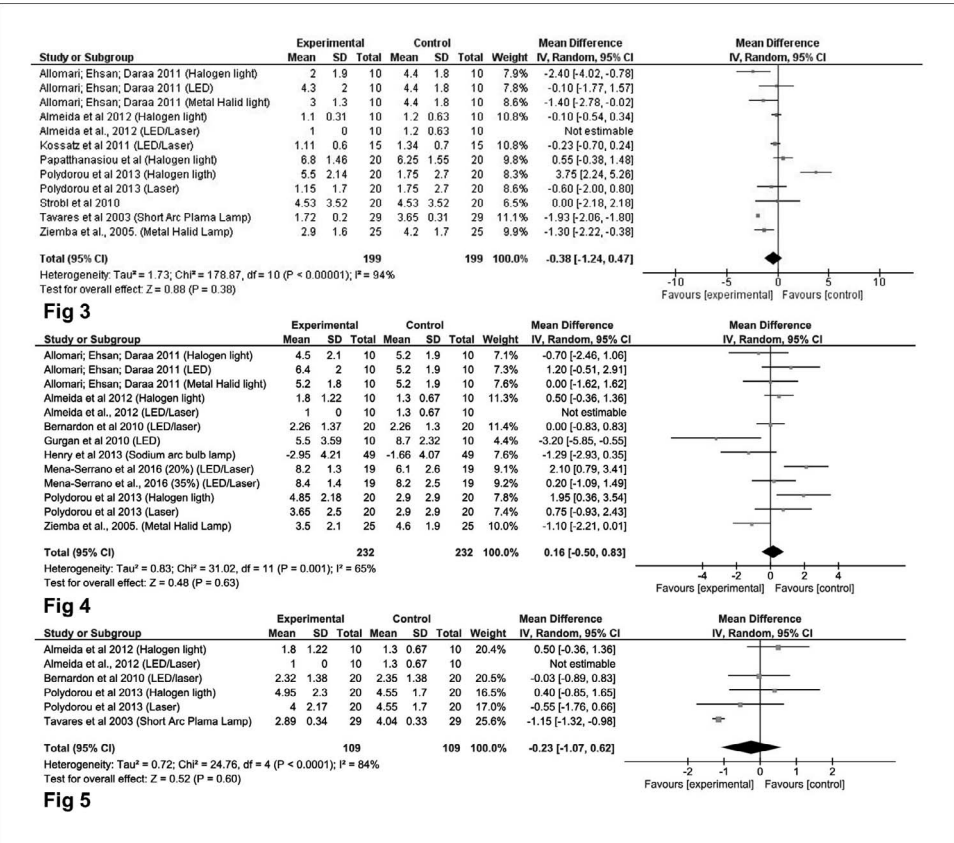 Experimental Control Mean Difference Mean Difference
Study or Subgroup Mean SD Total Mean SD Total Weight IV, Random, 95% CI IV, Random, 95% CI
Allomari; Ehsan; Daraa 2011 (Halogen light) 2 1.9 10 4.4 1.8 10 7.9% -2.40 [-4.02, -0.78]
Allomari; Ehsan; Daraa 2011 (LED) 4.3 2 10 4.4 1.8 10 7.8% -0.10 [-1.77, 1.57]
Allomari; Ehsan; Daraa 2011 (Metal Halid light) 3 1.3 10 4.4 1.8 10 8.6% -1.40 [-2.78, -0.02]
Almeida et al 2012 (Halogen light) 1.1 0.31 10 1.2 0.63 10 10.8% -0.10 [-0.54, 0.34]
Almeida et al., 2012 (LED/Laser) 1 0 10 1.2 0.63 10 Not estimable
Kossatz et al 2011 (LED/Laser) 1.11 0.6 15 1.34 0.7 15 10.8% -0.23 [-0.70, 0.24]
Papatthanasiou et al (Halogen light) 6.8 1.46 20 6.25 1.55 20 9.8% 0.55 [-0.38, 1.48]
Polydorou et al 2013 (Halogen ligth) 5.5 2.14 20 1.75 2.7 20 8.3% 3.75 [2.24, 5.26]
Polydorou et al 2013 (Laser) 1.15 1.7 20 1.75 2.7 20 8.5% -0.60 [-2.00, 0.80]
Strobl et al 2010 4.53 3.52 20 4.53 3.52 20 6.4% 0.00 [-2.18, 2.18]
Tavares et al 2003 (Short Arc Plama Lamp) 1.72 0.2 29 3.65 0.31 29 11.1% -1.93 [-2.06, -1.80]
Ziemba et al., 2005. (Metal Halid Lamp) 2.9 1.6 25 4.2 1.7 25 9.9% -1.30 [-2.22, -0.38]
Total (95% CI) 199 199 100.0% -0.38 [-1.24, 0.47]
Heterogeneity: Tau² = 1.73; Chi² = 178.87, df = 10 (P < 0.00001); I² = 94%
Test for overall effect: Z = 0.88 (P = 0.38)
-10 -5 0 5 10
Favours [experimental] Favours [control]
Fig 3
Experimental Control Mean Difference Mean Difference
Study or Subgroup Mean SD Total Mean SD Total Weight IV, Random, 95% CI IV, Random, 95% CI
Allomari; Ehsan; Daraa 2011 (Halogen light) 4.5 2.1 10 5.2 1.9 10 7.1% -0.70 [-2.46, 1.06]
Allomari; Ehsan; Daraa 2011 (LED) 6.4 2 10 5.2 1.9 10 7.3% 1.20 [-0.51, 2.91]
Allomari; Ehsan; Daraa 2011 (Metal Halid light) 5.2 1.8 10 5.2 1.9 10 7.6% 0.00 [-1.62, 1.62]
Almeida et al 2012 (Halogen light) 1.8 1.22 10 1.3 0.67 10 11.3% 0.50 [-0.36, 1.36]
Almeida et al., 2012 (LED/Laser) 1 0 10 1.3 0.67 10 Not estimable
Bernardon et al 2010 (LED/laser) 2.26 1.37 20 2.26 1.3 20 11.4% 0.00 [-0.83, 0.83]
Gurgan et al 2010 (LED) 5.5 3.59 10 8.7 2.32 10 4.4% -3.20 [-5.85, -0.55]
Henry et al 2013 (Sodium arc bulb lamp) -2.95 4.21 49 -1.66 4.07 49 7.6% -1.29 [-2.93, 0.35]
Mena-Serrano et al 2016 (20%) (LED/Laser) 8.2 1.3 19 6.1 2.6 19 9.1% 2.10 [0.79, 3.41]
Mena-Serrano et al., 2016 (35%) (LED/Laser) 8.4 1.4 19 8.2 2.5 19 9.2% 0.20 [-1.09, 1.49]
Polydorou et al 2013 (Halogen ligth) 4.85 2.18 20 2.9 2.9 20 7.8% 1.95 [0.36, 3.54]
Polydorou et al 2013 (Laser) 3.65 2.5 20 2.9 2.9 20 7.4% 0.75 [-0.93, 2.43]
Ziemba et al., 2005. (Metal Halid Lamp) 3.5 2.1 25 4.6 1.9 25 10.0% -1.10 [-2.21, 0.01]
Total (95% CI) 232 232 100.0% 0.16 [-0.50, 0.83]
Heterogeneity: Tau² = 0.83; Chi² = 31.02, df = 11 (P = 0.001); I² = 65%
Test for overall effect: Z = 0.48 (P = 0.63)
-4 -2 0 2 4
Favours [experimental] Favours [control]
Fig 4
Experimental Control Mean Difference Mean Difference
Study or Subgroup Mean SD Total Mean SD Total Weight IV, Random, 95% CI IV, Random, 95% CI
Almeida et al 2012 (Halogen light) 1.8 1.22 10 1.3 0.67 10 20.4% 0.50 [-0.36, 1.36]
Almeida et al., 2012 (LED/Laser) 1 0 10 1.3 0.67 10 Not estimable
Bernardon et al 2010 (LED/laser) 2.32 1.38 20 2.35 1.38 20 20.5% -0.03 [-0.89, 0.83]
Polydorou et al 2013 (Halogen ligth) 4.95 2.3 20 4.55 1.7 20 16.5% 0.40 [-0.85, 1.65]
Polydorou et al 2013 (Laser) 4 2.17 20 4.55 1.7 20 17.0% -0.55 [-1.76, 0.66]
Tavares et al 2003 (Short Arc Plama Lamp) 2.89 0.34 29 4.04 0.33 29 25.6% -1.15 [-1.32, -0.98]
Total (95% CI) 109 109 100.0% -0.23 [-1.07, 0.62]
Heterogeneity: Tau² = 0.72; Chi² = 24.76, df = 4 (P < 0.0001); I² = 84%
Test for overall effect: Z = 0.52 (P = 0.60)
-2 -1 0 1 2
Favours [experimental] Favours [control]
Fig 5